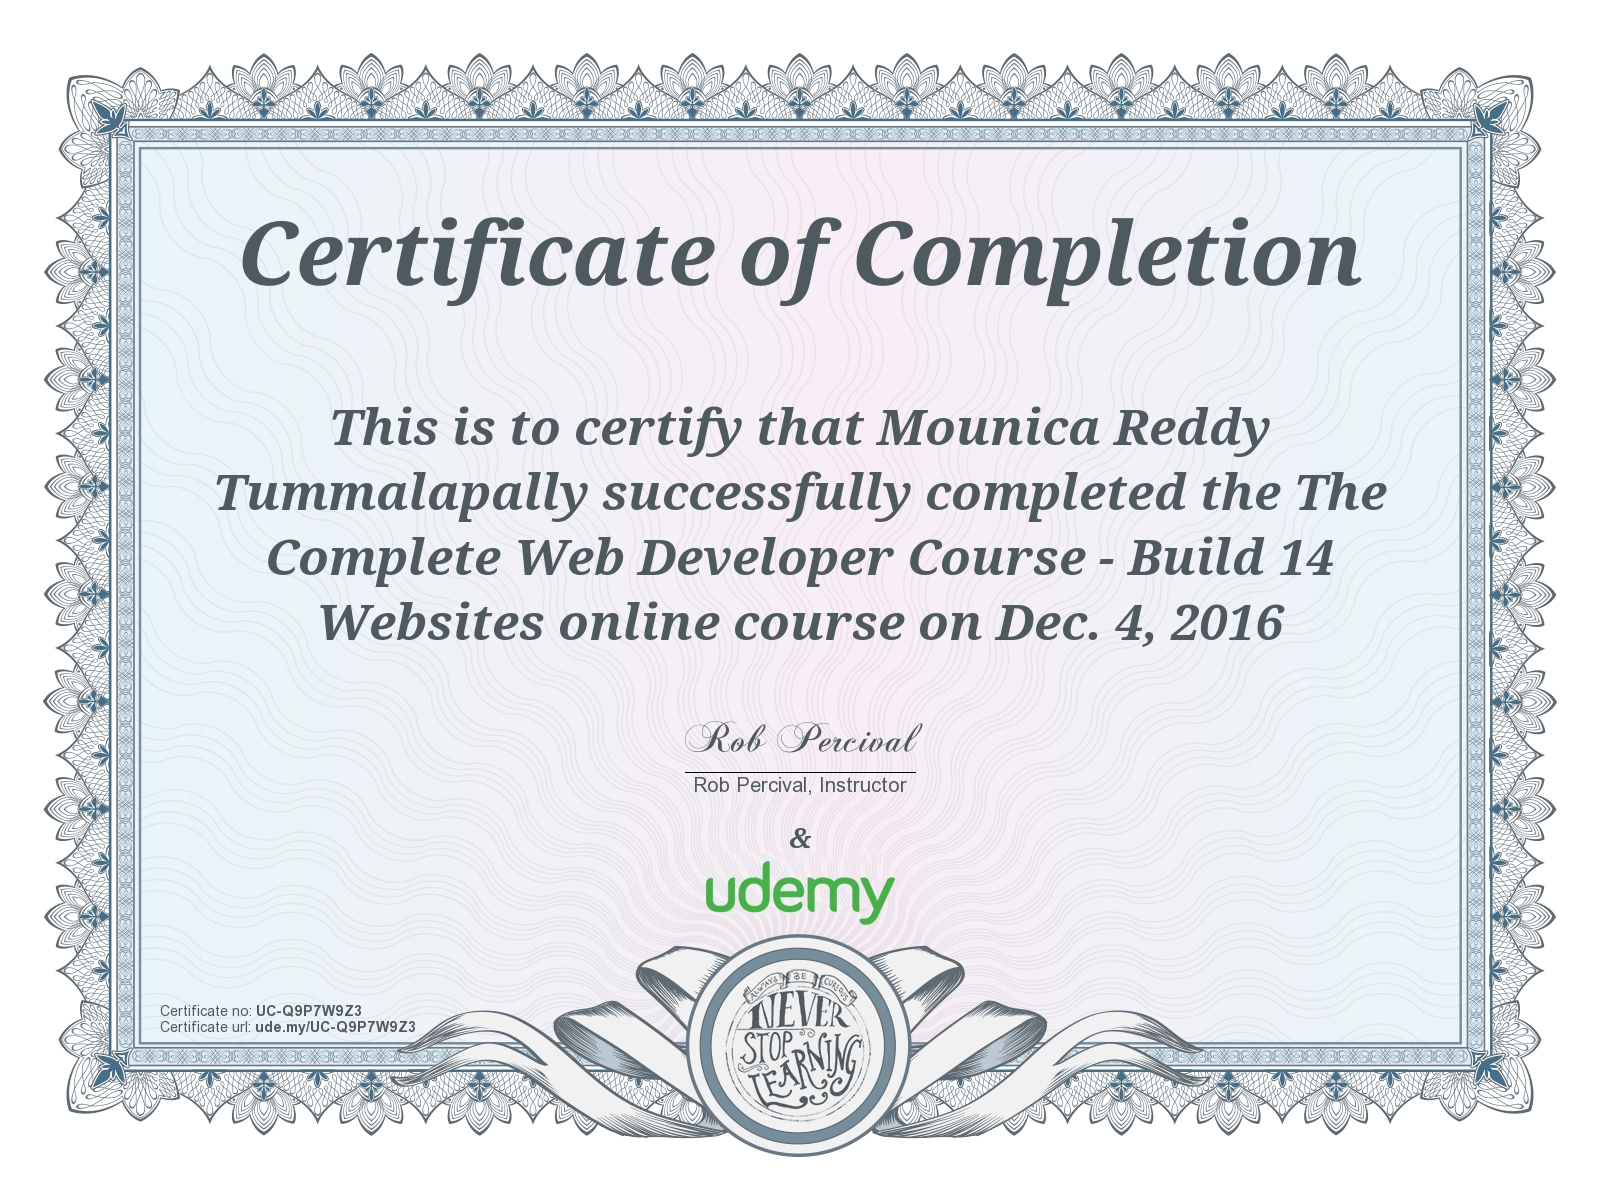 Certificate of Completion
This is to certify that Mounica Reddy
Tummalapally successfully completed the The
Complete Web Developer Course - Build 14
Websites online course on Dec. 4, 2016
Rob Percival
Rob Percival, Instructor
&
udemy
Certificate no: UC-Q9P7W9Z3
Certificate url: ude.my/UC-Q9P7W9Z3
ALWAYS BE CURIOUS
NEVER
STOP
LEARNING